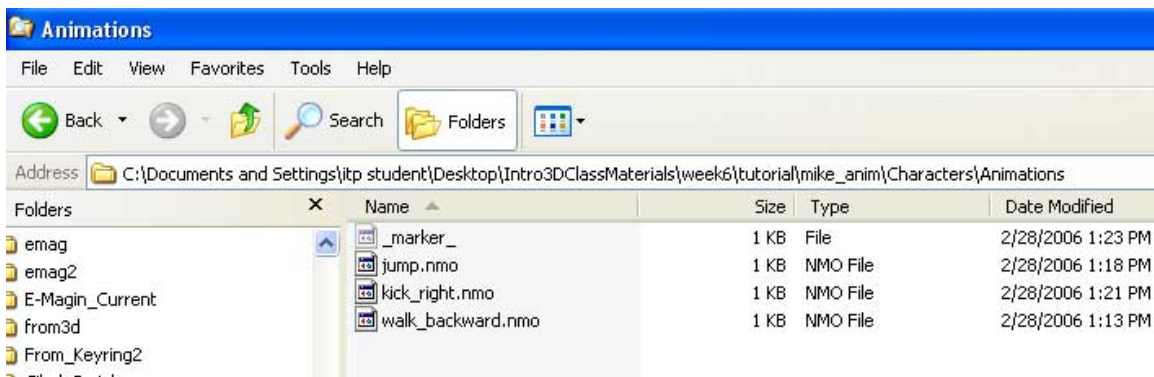 Animations
File Edit View Favorites Tools Help
Back Search Folders
Address C:\Documents and Settings\itp student\Desktop\Intro3DClassMaterials\week6\tutorial\mike_anim\Characters\Animations
Folders x Name Size Type Date Modified
emag _marker_ 1 KB File 2/28/2006 1:23 PM
emag2 jump.nmo 1 KB NMO File 2/28/2006 1:18 PM
E-Magin_Current kick_right.nmo 1 KB NMO File 2/28/2006 1:21 PM
from3d walk_backward.nmo 1 KB NMO File 2/28/2006 1:13 PM
From_Keyring2